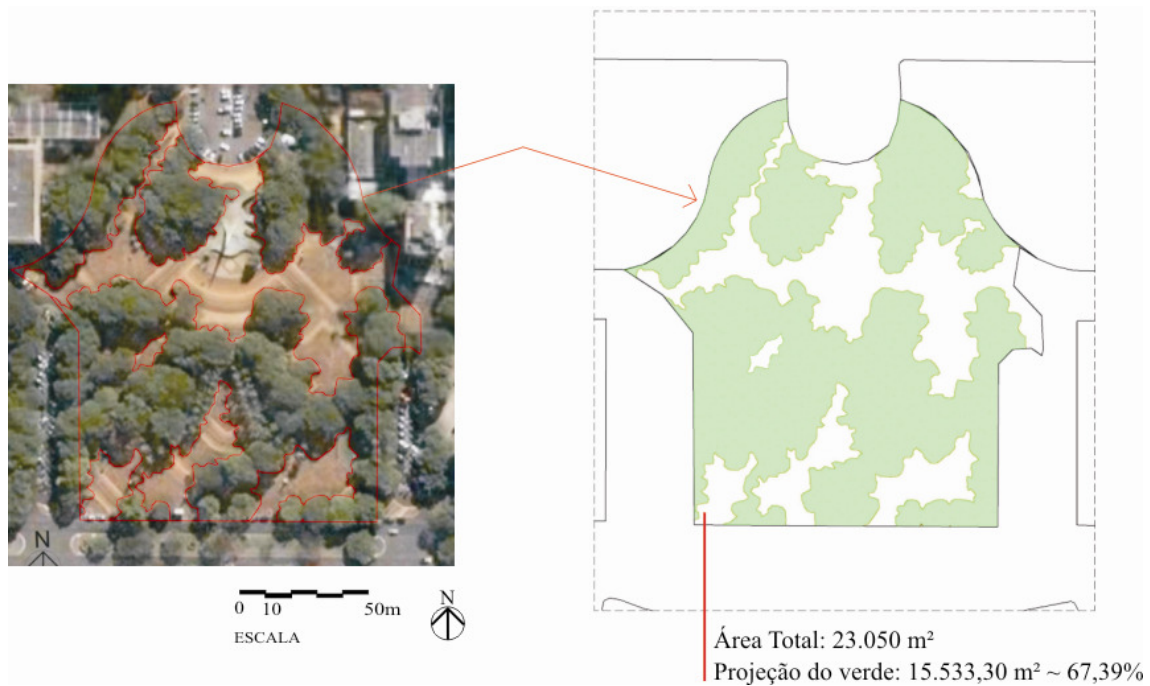 N
0 10 50m
N
ESCALA
Área Total: 23.050 m²
Projeção do verde: 15.533,30 m² ~ 67,39%